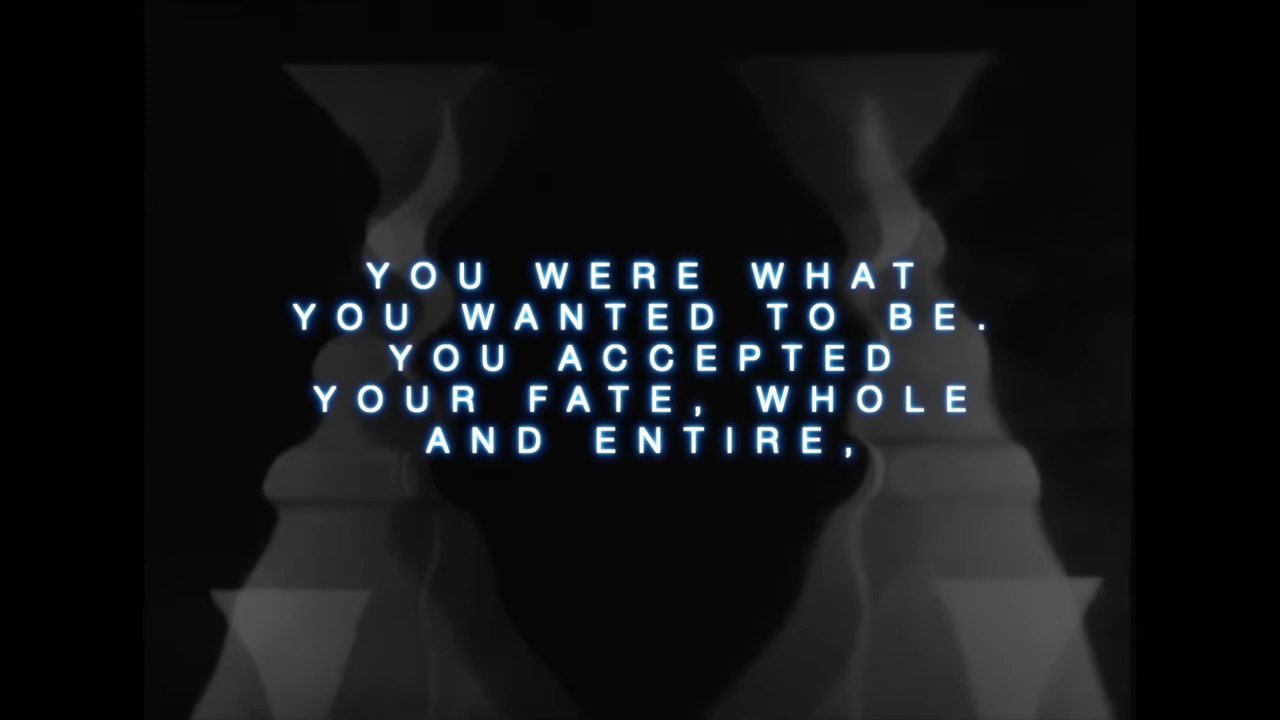 YOU WERE WHAT
YOU WANTED TO BE.
YOU ACCEPTED
YOUR FATE, WHOLE
AND ENTIRE,